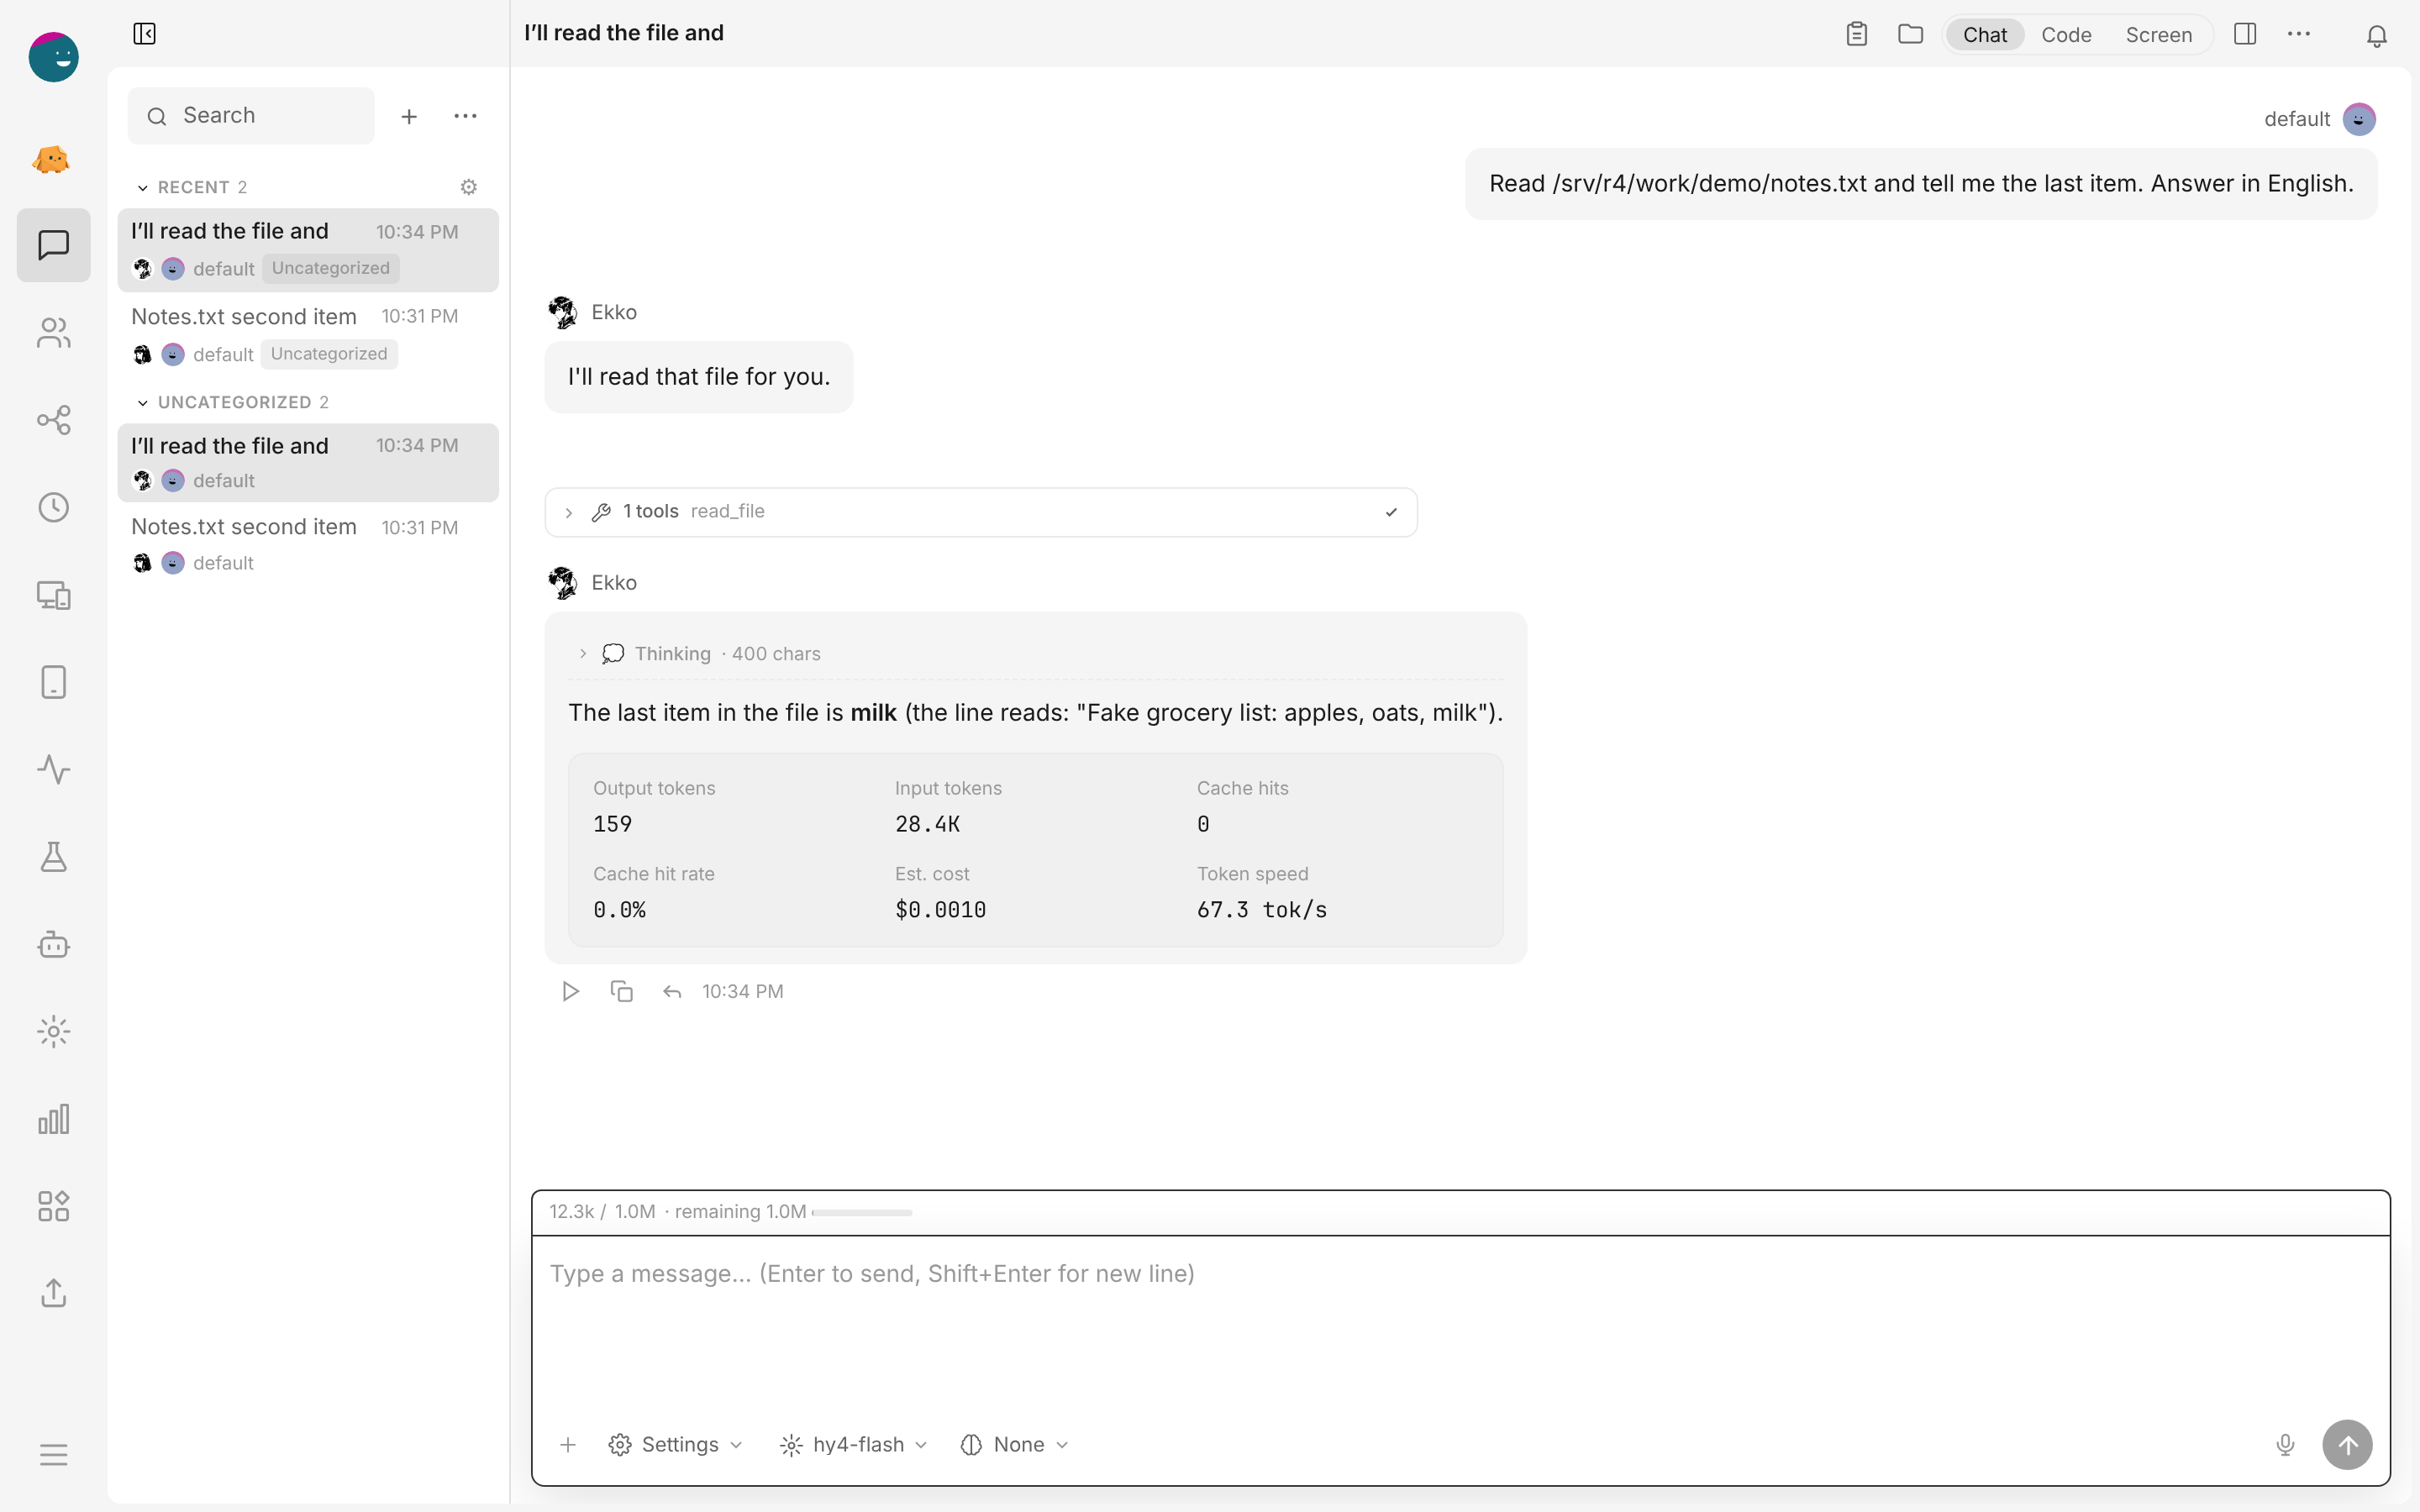 I'll read the file and
Chat
Code
Screen
Search
RECENT 2
I'll read the file and 10:34 PM
default Uncategorized
Notes.txt second item 10:31 PM
default Uncategorized
UNCATEGORIZED 2
I'll read the file and 10:34 PM
default
Notes.txt second item 10:31 PM
default
default
Read /srv/r4/work/demo/notes.txt and tell me the last item. Answer in English.
Ekko
I'll read that file for you.
1 tools read_file
Ekko
Thinking · 400 chars
The last item in the file is milk (the line reads: "Fake grocery list: apples, oats, milk").
Output tokens Input tokens Cache hits
159 28.4K 0
Cache hit rate Est. cost Token speed
0.0% $0.0010 67.3 tok/s
10:34 PM
12.3k / 1.0M · remaining 1.0M
Type a message... (Enter to send, Shift+Enter for new line)
Settings hy4-flash None